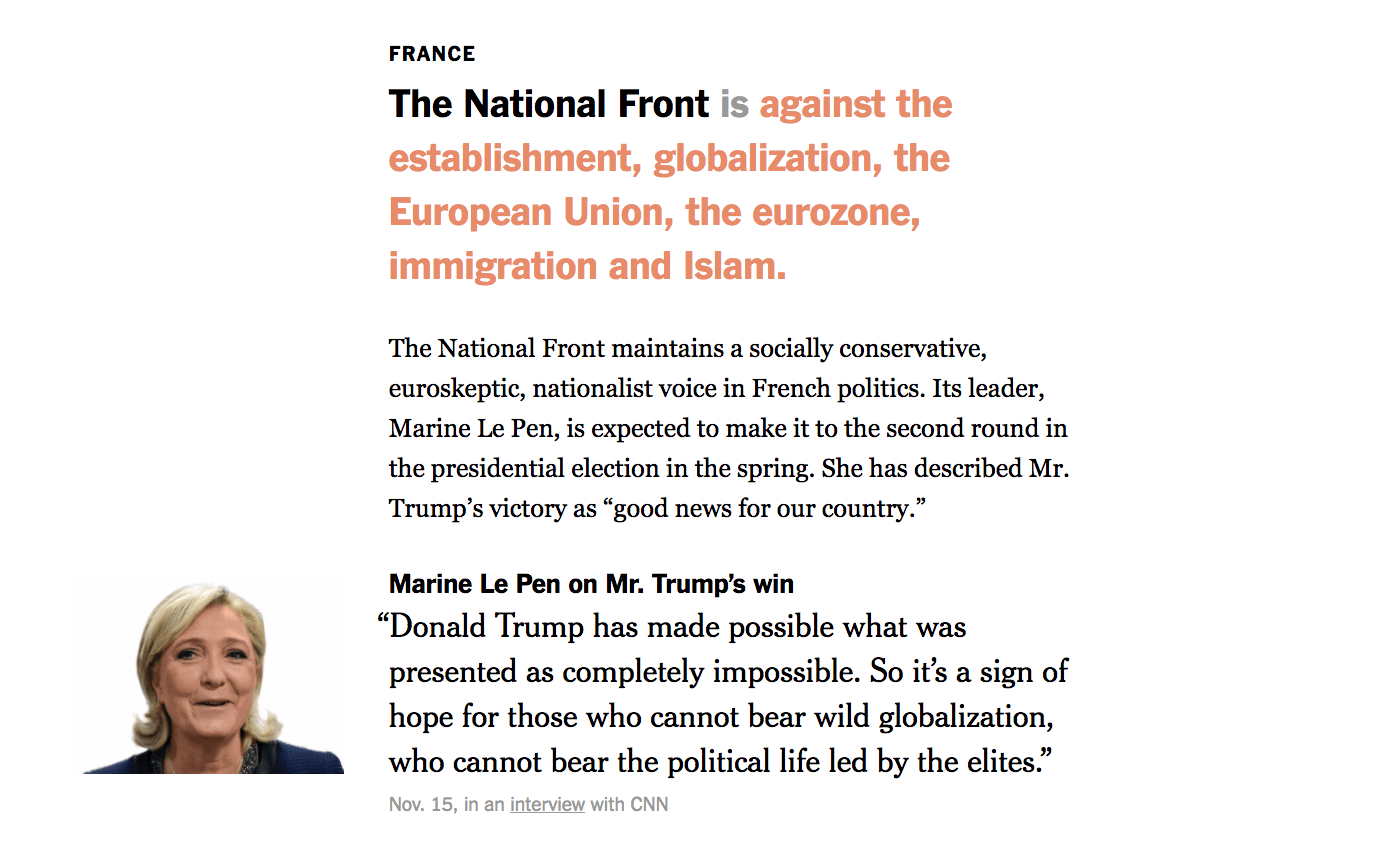 FRANCE
The National Front is against the
establishment, globalization, the
European Union, the eurozone,
immigration and Islam.
The National Front maintains a socially conservative,
euroskeptic, nationalist voice in French politics. Its leader,
Marine Le Pen, is expected to make it to the second round in
the presidential election in the spring. She has described Mr.
Trump’s victory as “good news for our country.”
Marine Le Pen on Mr. Trump’s win
“Donald Trump has made possible what was
presented as completely impossible. So it’s a sign of
hope for those who cannot bear wild globalization,
who cannot bear the political life led by the elites.”
Nov. 15, in an interview with CNN